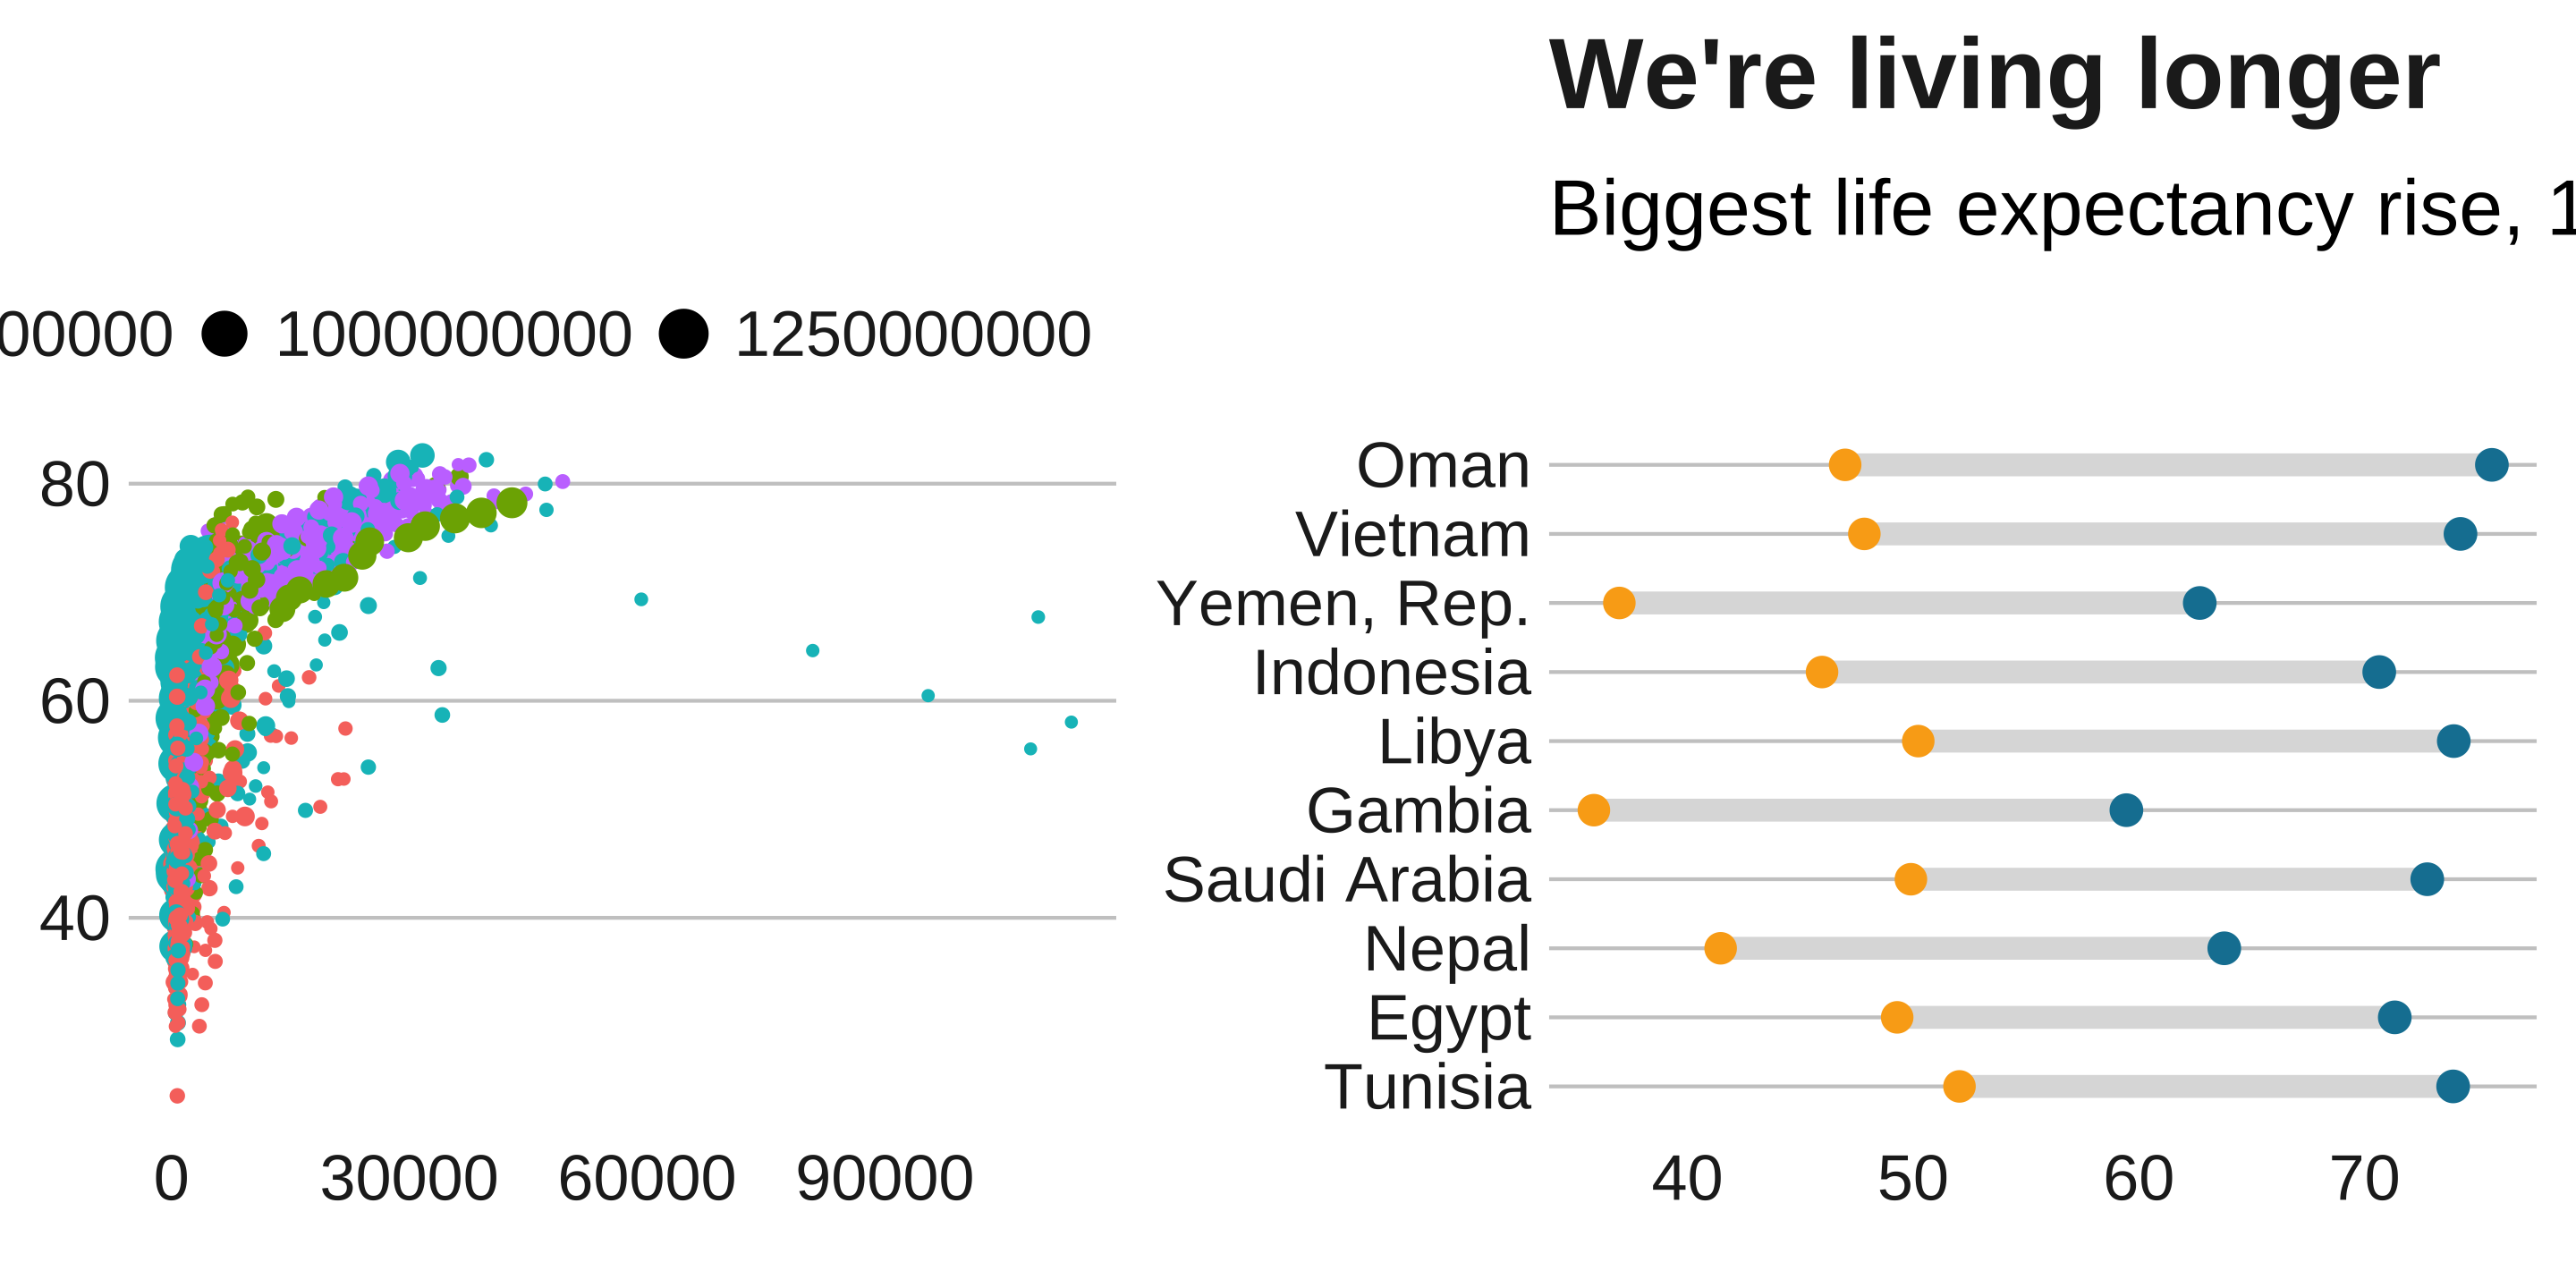 We're living longer
Biggest life expectancy rise, 1
00000 1000000000 1250000000
80
60
40
0 30000 60000 90000
Oman
Vietnam
Yemen, Rep.
Indonesia
Libya
Gambia
Saudi Arabia
Nepal
Egypt
Tunisia
40 50 60 70